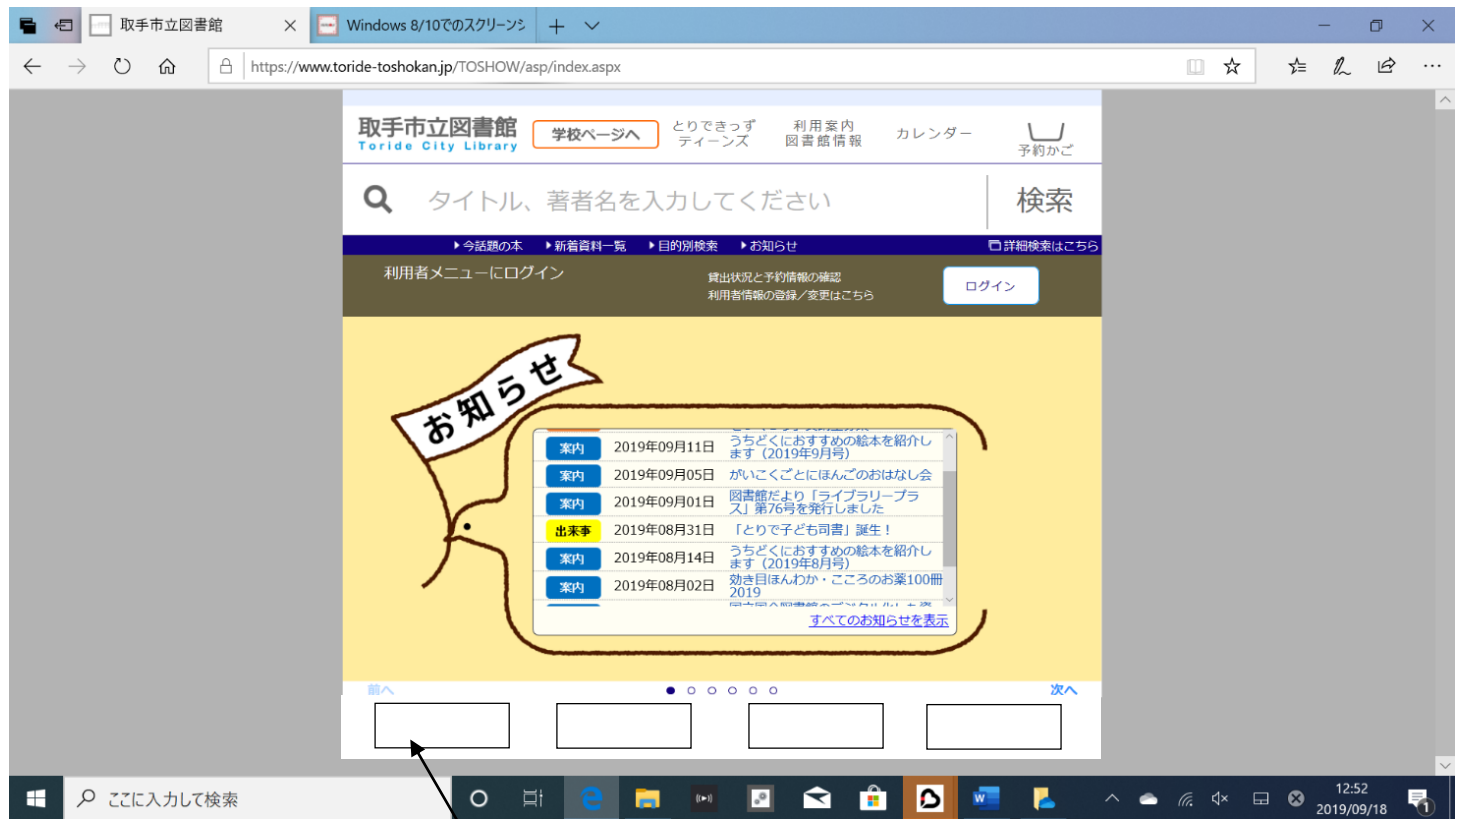 取手市立図書館
Windows 8/10でのスクリーンシ
https://www.toride-toshokan.jp/TOSHOW/asp/index.aspx
取手市立図書館
Toride City Library
学校ページへ
とりできっず
ティーンズ
利用案内
図書館情報
カレンダー
予約かご
タイトル、著者名を入力してください
検索
今話題の本
新着資料一覧
目的別検索
お知らせ
詳細検索はこちら
利用者メニューにログイン
貸出状況と予約情報の確認
利用者情報の登録／変更はこちら
ログイン
お知らせ
案内 2019年09月11日 うちどくにおすすめの絵本を紹介し
ます（2019年9月号）
案内 2019年09月05日 がいこくごとにほんごのおはなし会
案内 2019年09月01日 図書館だより「ライブラリープラ
ス」第76号を発行しました
出来事 2019年08月31日 「とりで子ども司書」誕生！
案内 2019年08月14日 うちどくにおすすめの絵本を紹介し
ます（2019年8月号）
案内 2019年08月02日 効き目ほんわか・こころのお薬100冊
2019
すべてのお知らせを表示
前へ
次へ
ここに入力して検索
12:52
2019/09/18